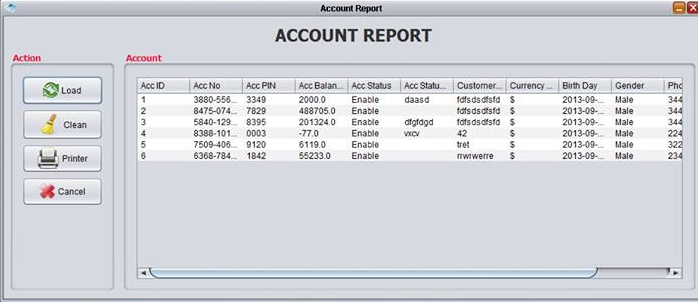 Account Report
ACCOUNT REPORT
Action
Load
Clean
Printer
Cancel
Account
Acc ID Acc No Acc PIN Acc Balan... Acc Status Acc Statu... Customer... Currency ... Birth Day Gender Pho
1 3880-556... 3349 2000.0 Enable daasd fdfsdsdfsfd $ 2013-09-... Male 344
2 8475-074... 7829 488705.0 Enable fdfsdsdfsfd $ 2013-09-... Male 344
3 5840-129... 8395 201324.0 Enable dfgfdgd fdfsdsdfsfd $ 2013-09-... Male 344
4 8388-101... 0003 -77.0 Enable vxcv 42 $ 2013-09-... Male 224
5 7509-406... 9120 6119.0 Enable tret $ 2013-09-... Male 322
6 6368-784... 1842 55233.0 Enable rrwrwerre $ 2013-09-... Male 234